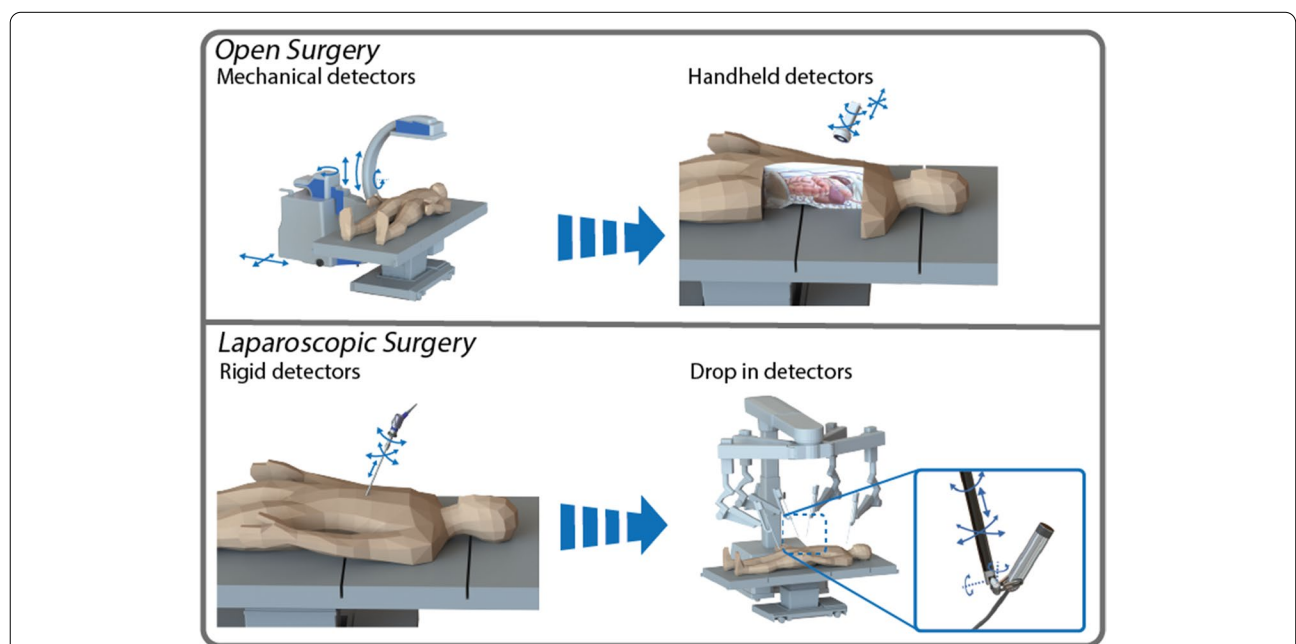 Open Surgery
Mechanical detectors
Handheld detectors
Laparoscopic Surgery
Rigid detectors
Drop in detectors